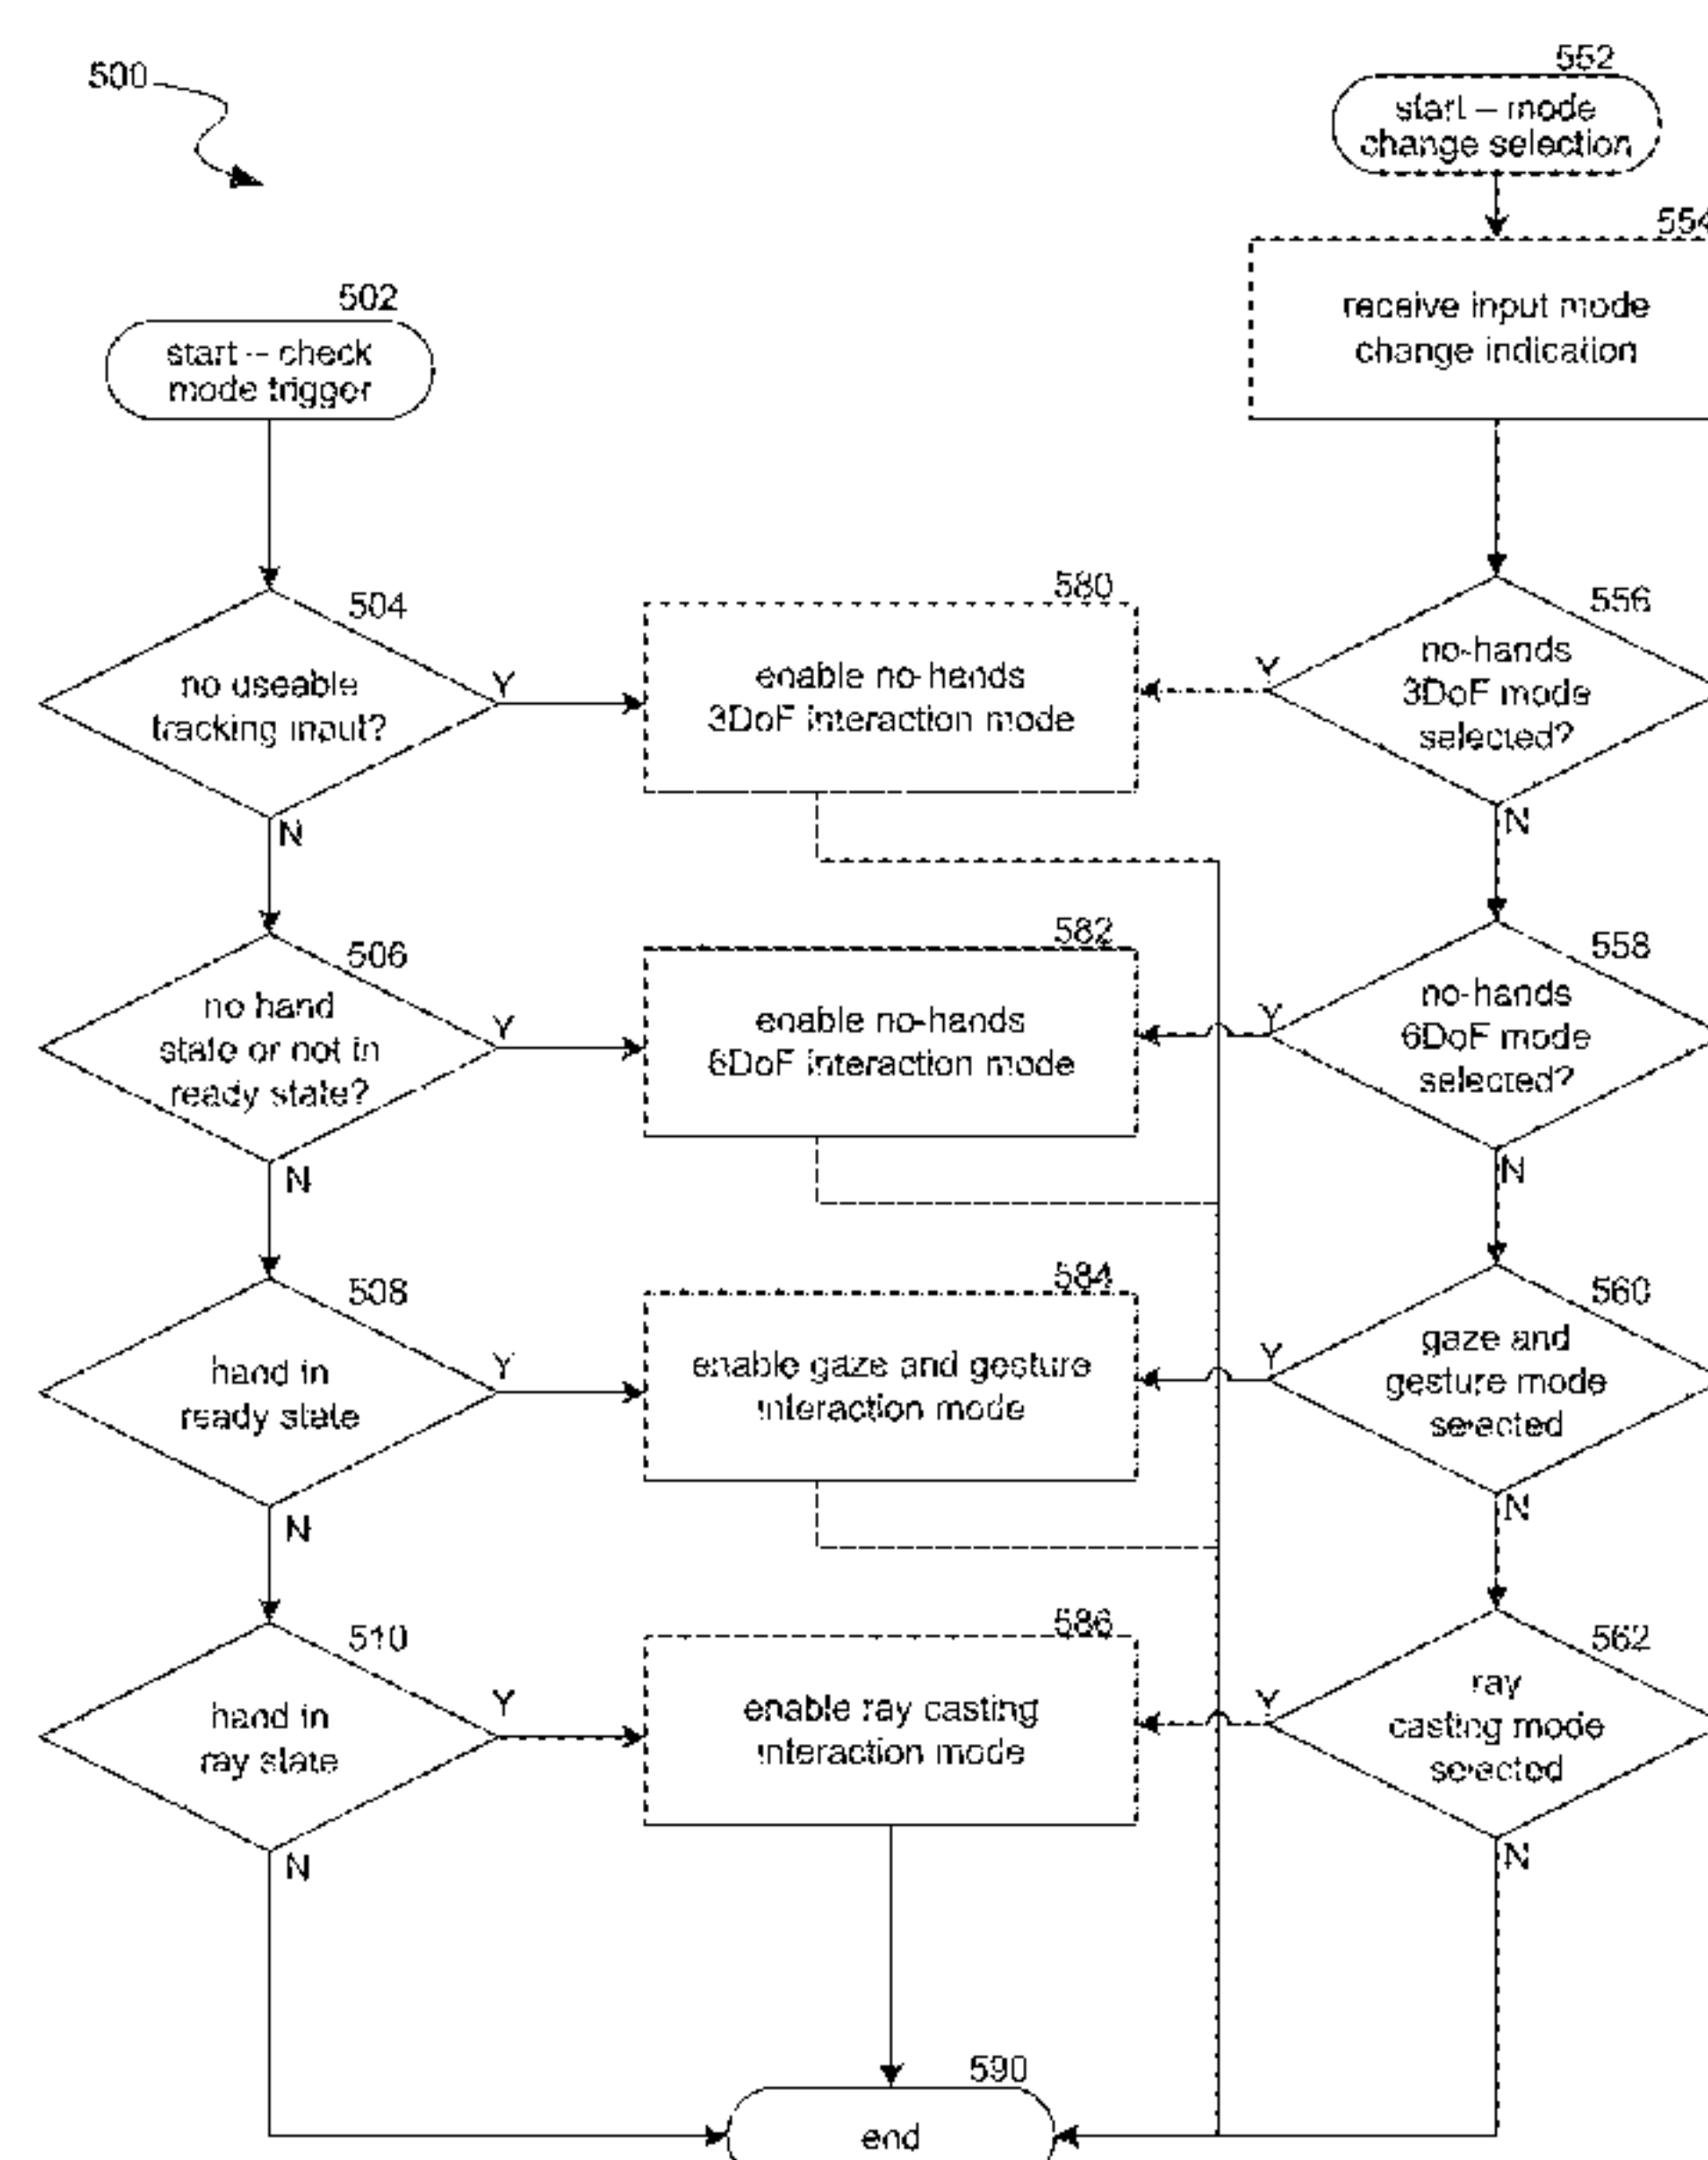 500
552
start – mode
change selection
554
receive input mode
change indication
502
start -- check
mode trigger
504
no useable
tracking input?
Y
N
580
enable no-hands
3DoF interaction mode
556
no-hands
3DoF mode
selected?
Y
N
506
no hand
state or not in
ready state?
Y
N
582
enable no-hands
6DoF interaction mode
558
no-hands
6DoF mode
selected?
Y
N
508
hand in
ready state
Y
N
584
enable gaze and gesture
interaction mode
560
gaze and
gesture mode
selected
Y
N
510
hand in
ray state
Y
N
586
enable ray casting
interaction mode
562
ray
casting mode
selected
Y
N
590
end